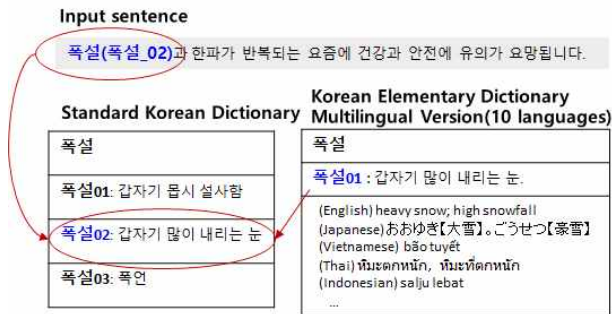 Input sentence
폭설(폭설_02)과 한파가 반복되는 요즘에 건강과 안전에 유의가 요망됩니다.
Standard Korean Dictionary
폭설
폭설01: 갑자기 몹시 설사함
폭설02: 갑자기 많이 내리는 눈
폭설03: 폭언
Korean Elementary Dictionary
Multilingual Version(10 languages)
폭설
폭설01 : 갑자기 많이 내리는 눈.
(English) heavy snow; high snowfall
(Japanese) おおゆき【大雪】。ごうせつ【豪雪】
(Vietnamese) bão tuyết
(Thai) หิมะตกหนัก, หิมะที่ตกหนัก
(Indonesian) salju lebat
...